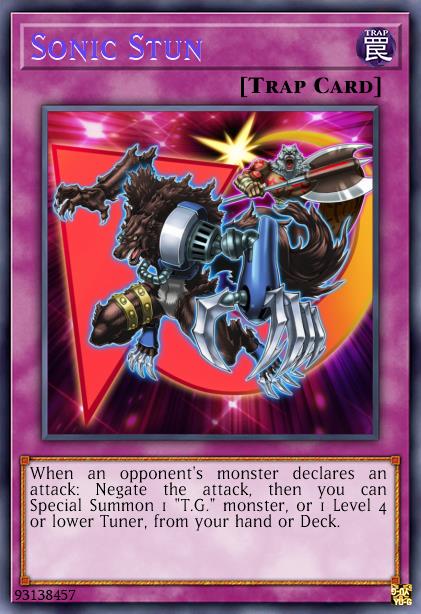 Sonic Stun
TRAP
罠
[Trap Card]
When an opponent's monster declares an
attack: Negate the attack, then you can
Special Summon 1 "T.G." monster, or 1 Level 4
or lower Tuner, from your hand or Deck.
93138457